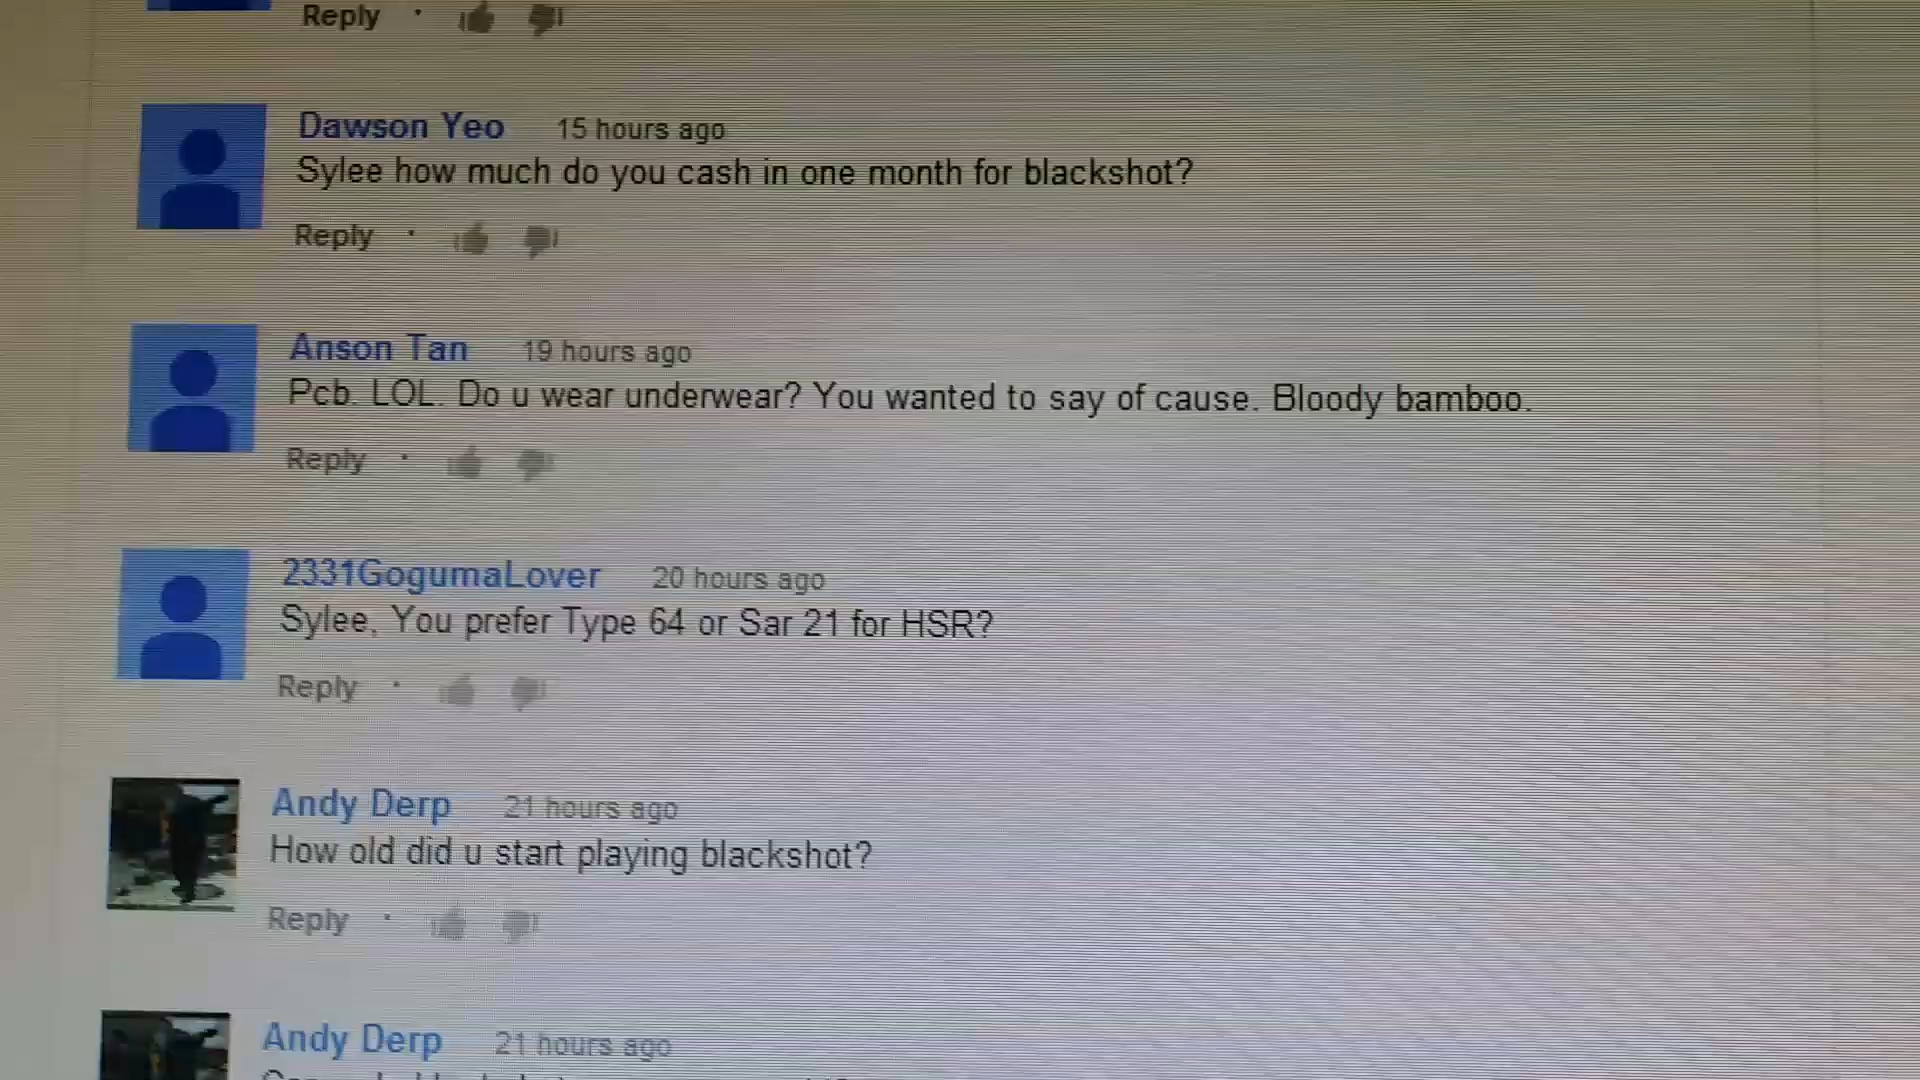 Reply ·
Dawson Yeo 15 hours ago
Sylee how much do you cash in one month for blackshot?
Reply ·
Anson Tan 19 hours ago
Pcb. LOL. Do u wear underwear? You wanted to say of cause. Bloody bamboo.
Reply ·
2331GogumaLover 20 hours ago
Sylee, You prefer Type 64 or Sar 21 for HSR?
Reply ·
Andy Derp 21 hours ago
How old did u start playing blackshot?
Reply ·
Andy Derp 21 hours ago